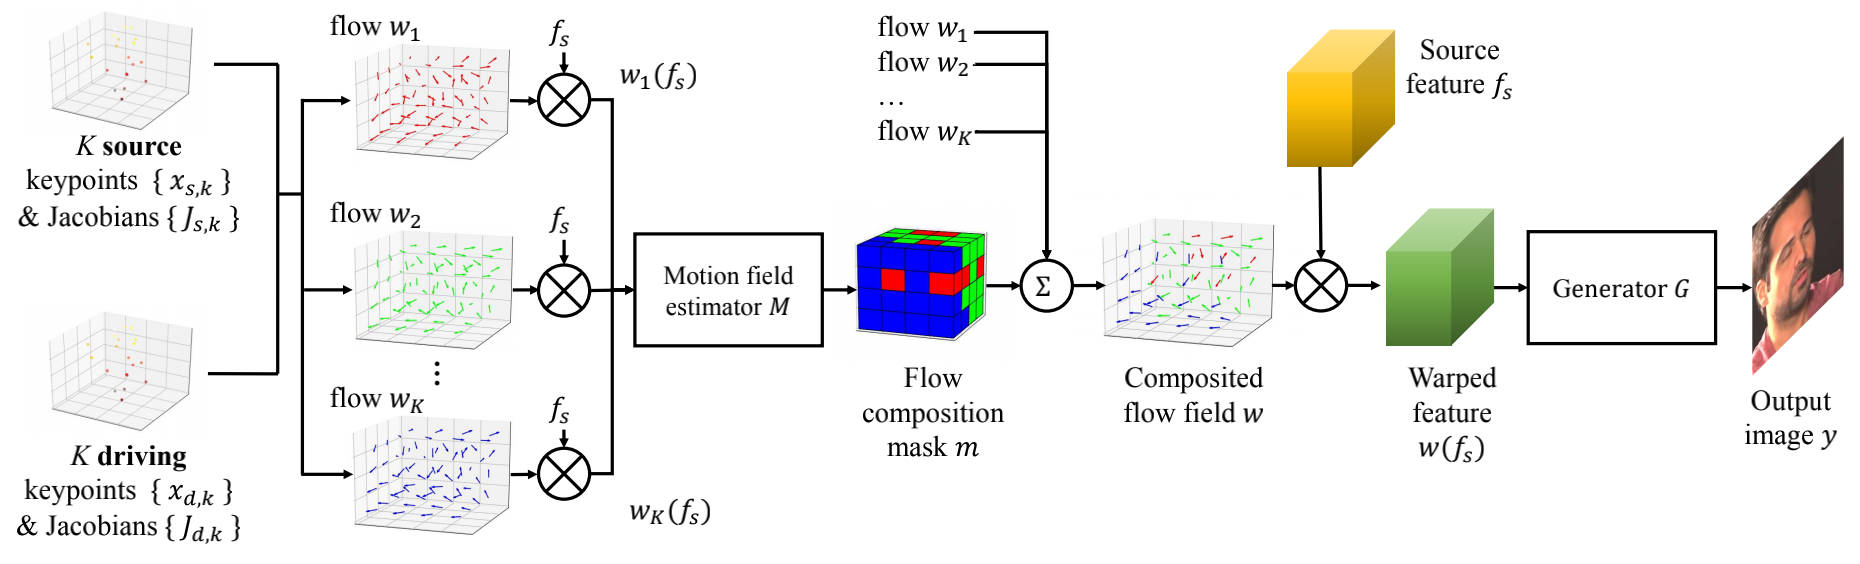 K source
keypoints { x_{s,k} }
& Jacobians { J_{s,k} }
K driving
keypoints { x_{d,k} }
& Jacobians { J_{d,k} }
flow w_1
f_s
w_1(f_s)
flow w_2
f_s
⋮
flow w_K
f_s
w_K(f_s)
Motion field
estimator M
Flow
composition
mask m
flow w_1
flow w_2
...
flow w_K
Σ
Composited
flow field w
Source
feature f_s
Warped
feature
w(f_s)
Generator G
Output
image y